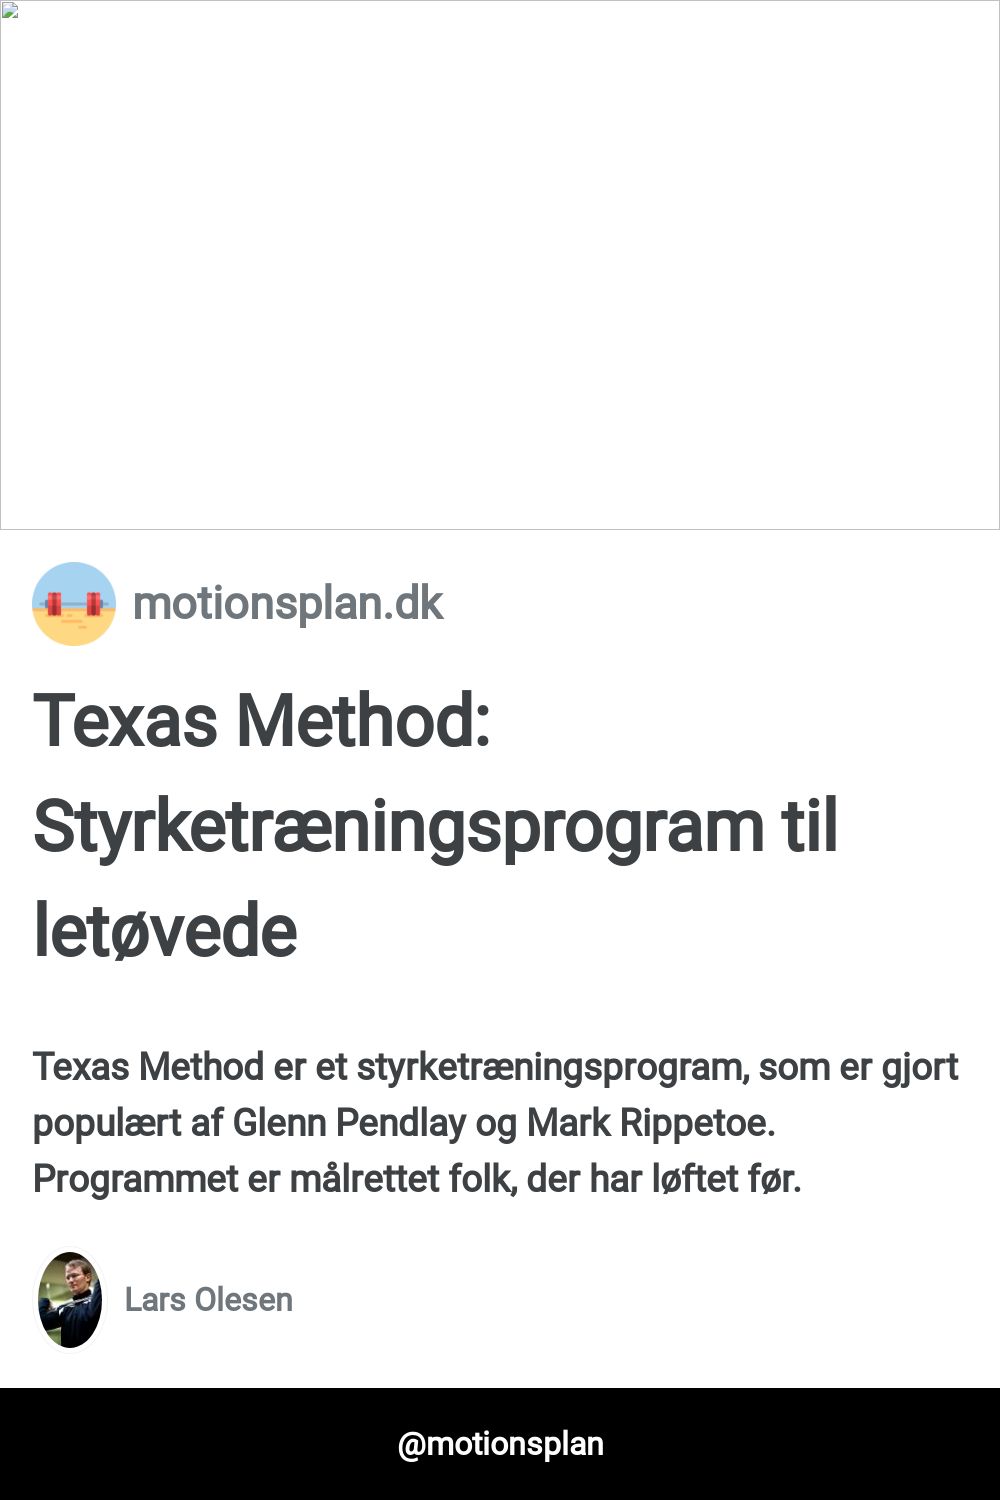 motionsplan.dk
Texas Method:
Styrketræningsprogram til
letøvede
Texas Method er et styrketræningsprogram, som er gjort
populært af Glenn Pendlay og Mark Rippetoe.
Programmet er målrettet folk, der har løftet før.
Lars Olesen
@motionsplan